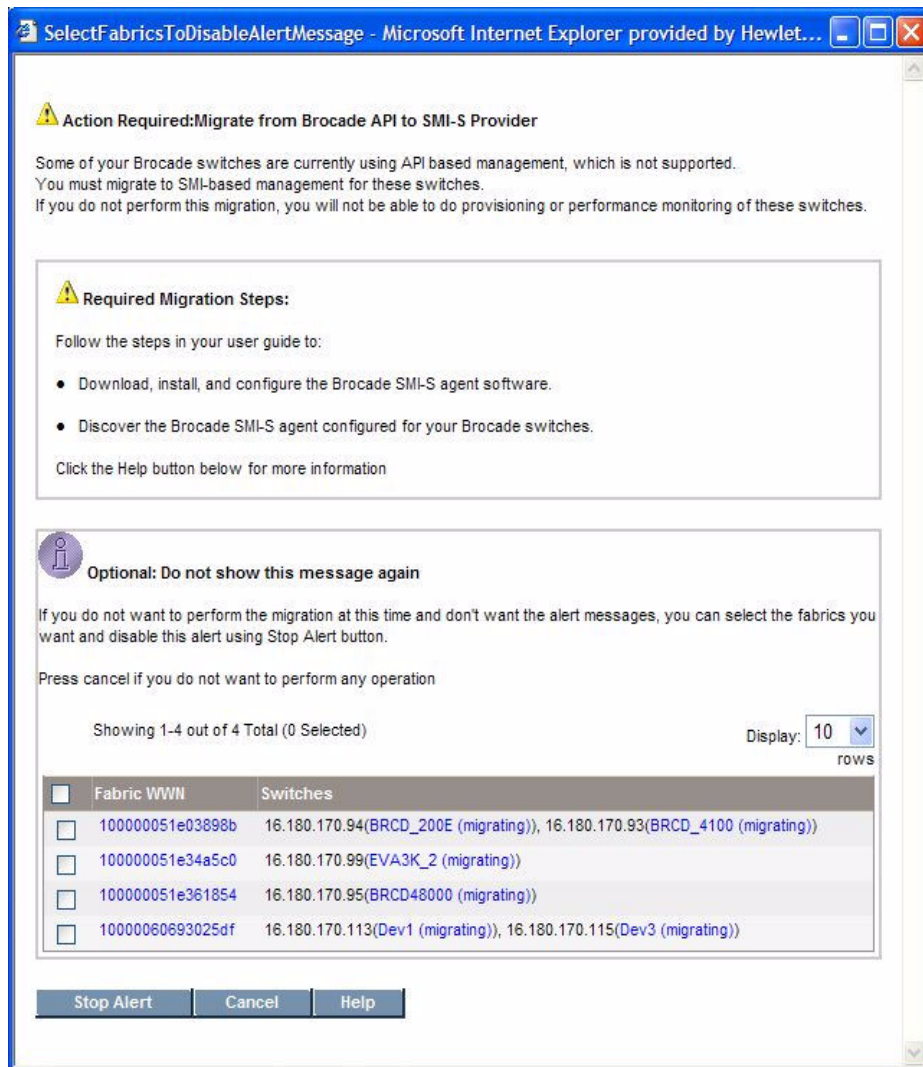 SelectFabricsToDisableAlertMessage - Microsoft Internet Explorer provided by Hewlet...
Action Required:Migrate from Brocade API to SMI-S Provider
Some of your Brocade switches are currently using API based management, which is not supported.
You must migrate to SMI-based management for these switches.
If you do not perform this migration, you will not be able to do provisioning or performance monitoring of these switches.
Required Migration Steps:
Follow the steps in your user guide to:
● Download, install, and configure the Brocade SMI-S agent software.
● Discover the Brocade SMI-S agent configured for your Brocade switches.
Click the Help button below for more information
Optional: Do not show this message again
If you do not want to perform the migration at this time and don't want the alert messages, you can select the fabrics you
want and disable this alert using Stop Alert button.
Press cancel if you do not want to perform any operation
Showing 1-4 out of 4 Total (0 Selected) Display: 10
rows
Fabric WWN Switches
100000051e03898b 16.180.170.94(BRCD_200E (migrating)), 16.180.170.93(BRCD_4100 (migrating))
100000051e34a5c0 16.180.170.99(EVA3K_2 (migrating))
100000051e361854 16.180.170.95(BRCD48000 (migrating))
10000060693025df 16.180.170.113(Dev1 (migrating)), 16.180.170.115(Dev3 (migrating))
Stop Alert Cancel Help